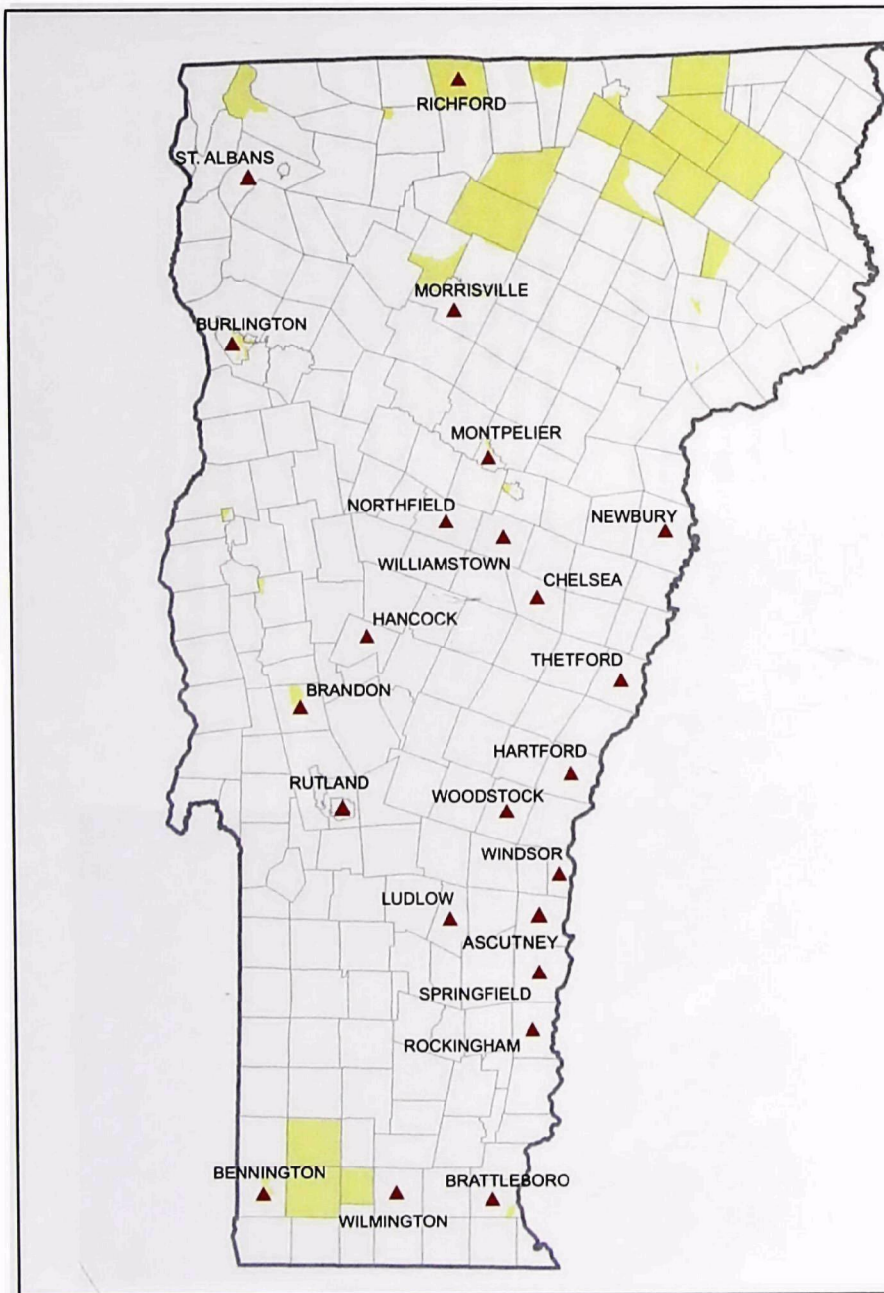 RICHFORD
ST. ALBANS
MORRISVILLE
BURLINGTON
MONTPELIER
NORTHFIELD
NEWBURY
WILLIAMSTOWN
CHELSEA
HANCOCK
THETFORD
BRANDON
HARTFORD
RUTLAND
WOODSTOCK
WINDSOR
LUDLOW
ASCUTNEY
SPRINGFIELD
ROCKINGHAM
BENNINGTON
BRATTLEBORO
WILMINGTON